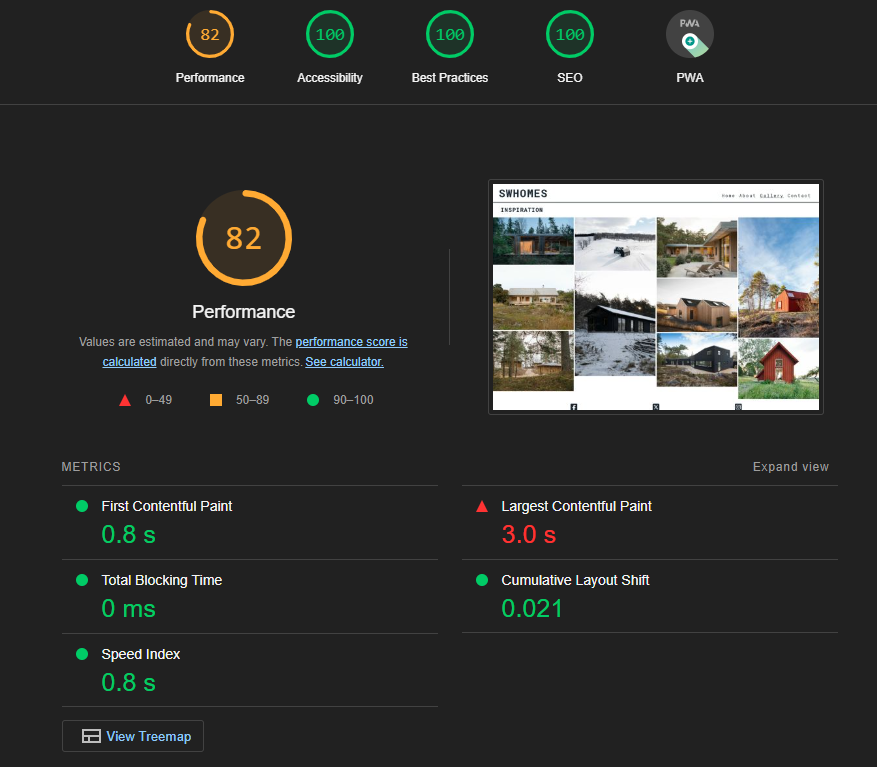 82
100
100
100
PWA
Performance
Accessibility
Best Practices
SEO
PWA
82
Performance
Values are estimated and may vary. The performance score is
calculated directly from these metrics. See calculator.
0–49
50–89
90–100
SWHOMES
Home About Gallery Contact
INSPIRATION
METRICS
Expand view
First Contentful Paint
0.8 s
Largest Contentful Paint
3.0 s
Total Blocking Time
0 ms
Cumulative Layout Shift
0.021
Speed Index
0.8 s
View Treemap